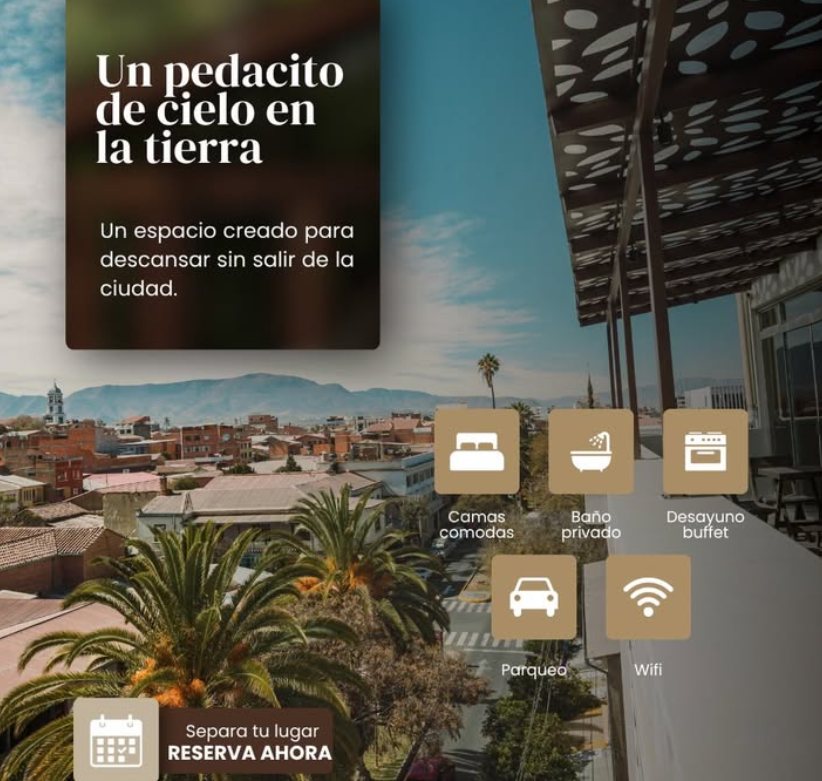 Un pedacito
de cielo en
la tierra
Un espacio creado para
descansar sin salir de la
ciudad.
Camas
comodas
Baño
privado
Desayuno
buffet
Parqueo
Wifi
Separa tu lugar
RESERVA AHORA